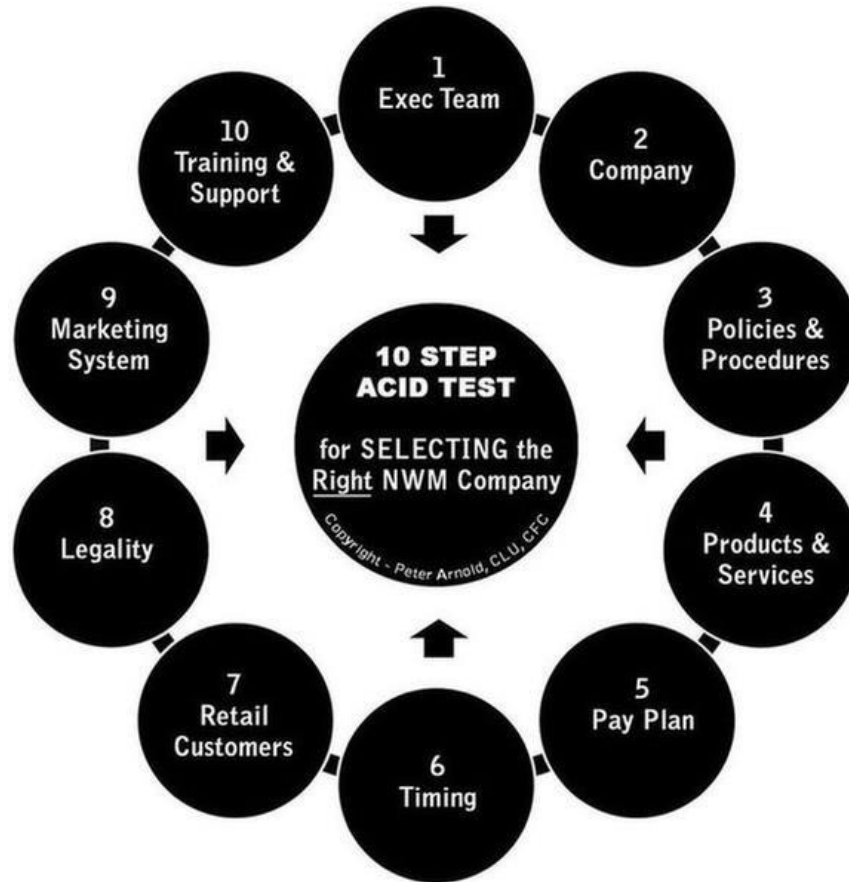 1
Exec Team
2
Company
3
Policies &
Procedures
4
Products &
Services
5
Pay Plan
6
Timing
7
Retail
Customers
8
Legality
9
Marketing
System
10
Training &
Support
10 STEP
ACID TEST
for SELECTING the
Right NWM Company
Copyright - Peter Arnold, CLU, CFC